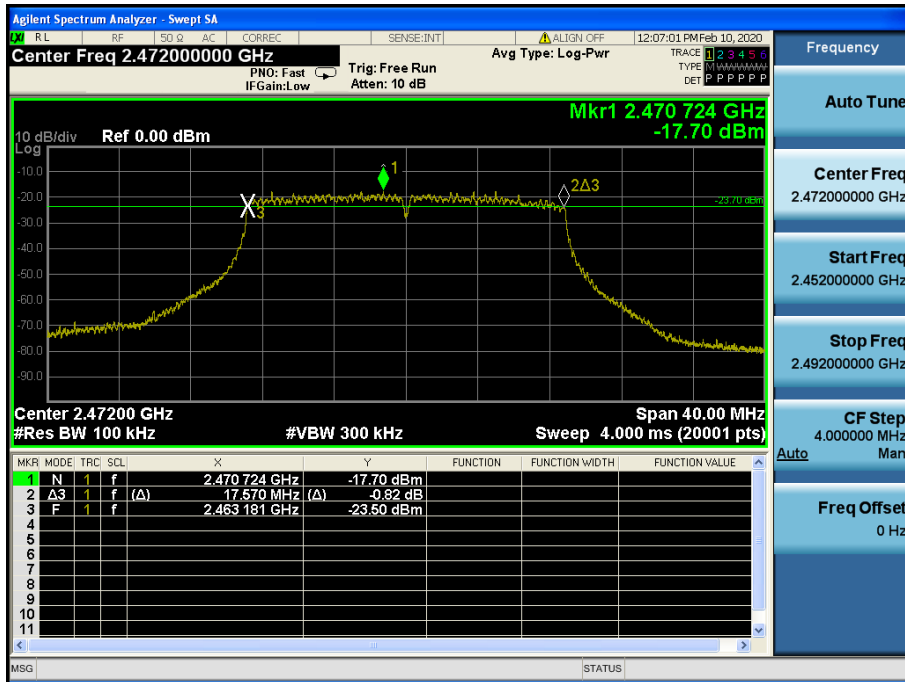 Agilent Spectrum Analyzer - Swept SA
LXI RL RF 50 Ω AC CORREC SENSE:INT ALIGN OFF 12:07:01 PM Feb 10, 2020
Center Freq 2.472000000 GHz
PNO: Fast
IFGain:Low
Trig: Free Run
Atten: 10 dB
Avg Type: Log-Pwr
TRACE 1 2 3 4 5 6
TYPE M W W W W W
DET P P P P P P
Mkr1 2.470 724 GHz
-17.70 dBm
10 dB/div Ref 0.00 dBm
Log
-10.0
-20.0
-30.0
-40.0
-50.0
-60.0
-70.0
-80.0
-90.0
1
2Δ3
3
-23.70 dBm
Center 2.47200 GHz Span 40.00 MHz
#Res BW 100 kHz #VBW 300 kHz Sweep 4.000 ms (20001 pts)
MKR MODE TRC SCL X Y FUNCTION FUNCTION WIDTH FUNCTION VALUE
1 N 1 f 2.470 724 GHz -17.70 dBm
2 Δ3 1 f (Δ) 17.570 MHz (Δ) -0.82 dB
3 F 1 f 2.463 181 GHz -23.50 dBm
4
5
6
7
8
9
10
11
MSG STATUS
Frequency
Auto Tune
Center Freq
2.472000000 GHz
Start Freq
2.452000000 GHz
Stop Freq
2.492000000 GHz
CF Step
4.000000 MHz
Auto Man
Freq Offset
0 Hz